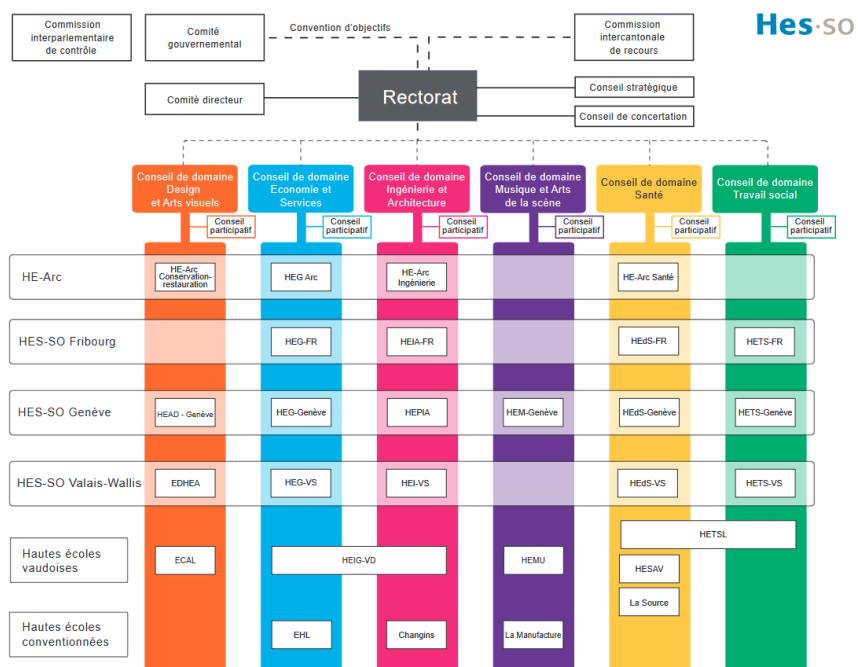 Commission
interparlementaire
de contrôle
Comité
gouvernemental
Convention d'objectifs
Commission
intercantonale
de recours
Hes·so
Comité directeur
Rectorat
Conseil stratégique
Conseil de concertation
Conseil de domaine
Design
et Arts visuels
Conseil de domaine
Economie et
Services
Conseil de domaine
Ingénierie et
Architecture
Conseil de domaine
Musique et Arts
de la scène
Conseil de domaine
Santé
Conseil de domaine
Travail social
Conseil
participatif
Conseil
participatif
Conseil
participatif
Conseil
participatif
Conseil
participatif
Conseil
participatif
HE-Arc
HE-Arc
Conservation-
restauration
HEG Arc
HE-Arc
Ingénierie
HE-Arc Santé
HES-SO Fribourg
HEG-FR
HEIA-FR
HEdS-FR
HETS-FR
HES-SO Genève
HEAD - Genève
HEG-Genève
HEPIA
HEM-Genève
HEdS-Genève
HETS-Genève
HES-SO Valais-Wallis
EDHEA
HEG-VS
HEI-VS
HEdS-VS
HETS-VS
Hautes écoles
vaudoises
ECAL
HEIG-VD
HEMU
HETSL
HESAV
La Source
Hautes écoles
conventionnées
EHL
Changins
La Manufacture